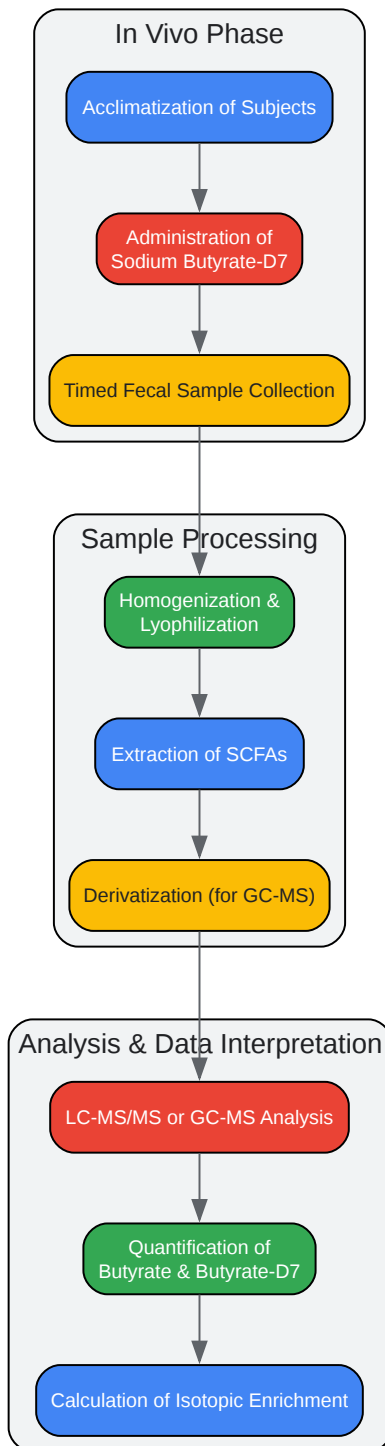 In Vivo Phase
Acclimatization of Subjects
Administration of
Sodium Butyrate-D7
Timed Fecal Sample Collection
Sample Processing
Homogenization &
Lyophilization
Extraction of SCFAs
Derivatization (for GC-MS)
Analysis & Data Interpretation
LC-MS/MS or GC-MS Analysis
Quantification of
Butyrate & Butyrate-D7
Calculation of Isotopic Enrichment